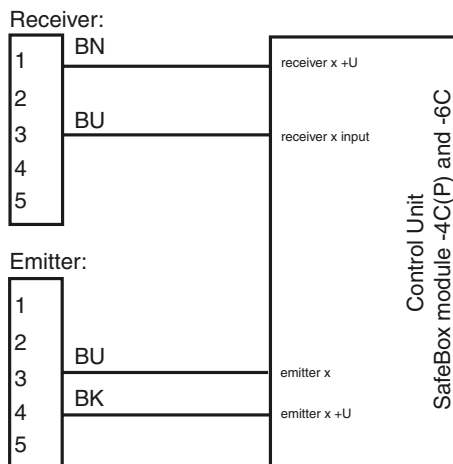 Receiver:
1
2
3
4
5
BN
BU
receiver x +U
receiver x input
Emitter:
1
2
3
4
5
BU
BK
emitter x
emitter x +U
Control Unit
SafeBox module -4C(P) and -6C